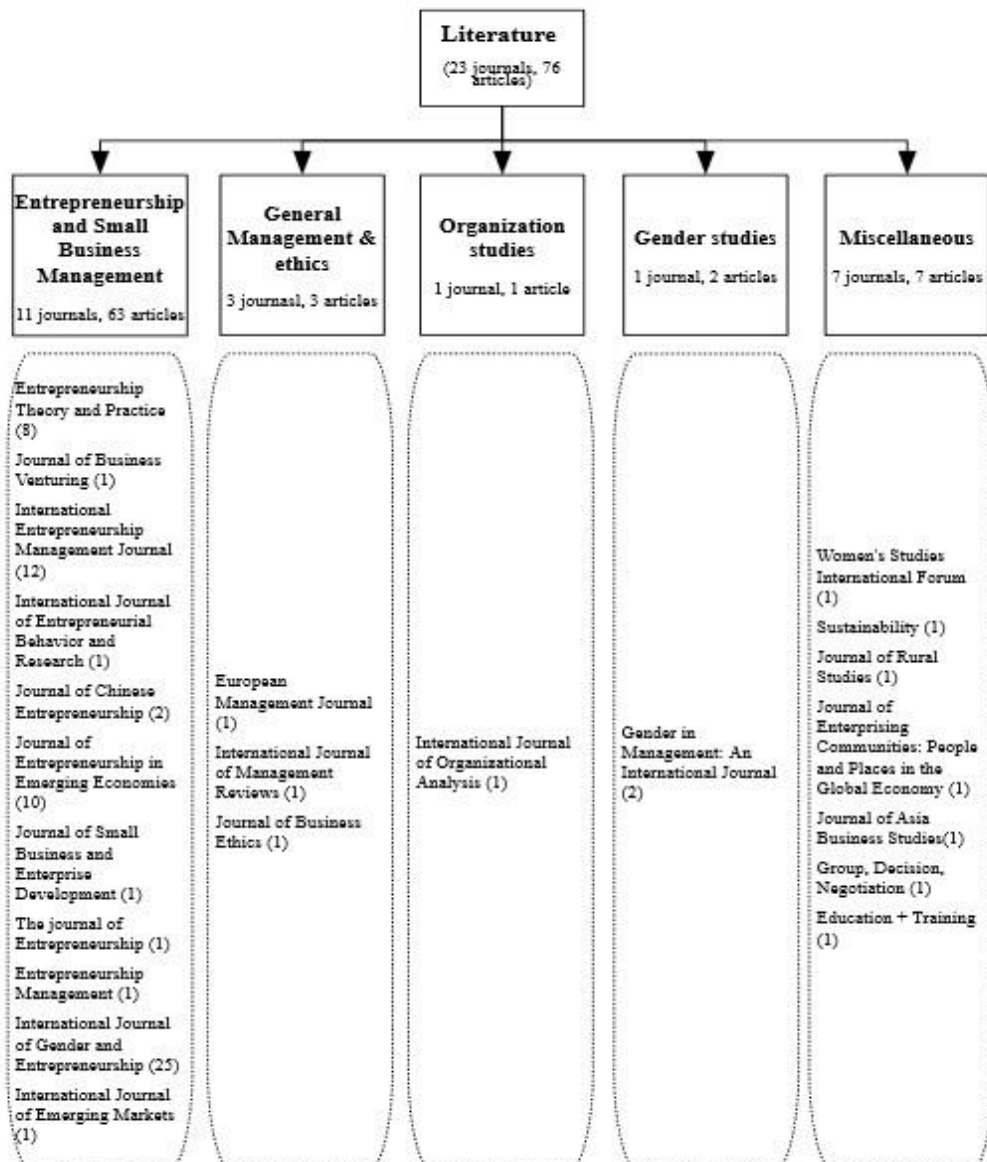 Literature
(23 journals, 76
articles)
Entrepreneurship
and Small
Business
Management
11 journals, 63 articles
General
Management &
ethics
3 journasl, 3 articles
Organization
studies
1 journal, 1 article
Gender studies
1 journal, 2 articles
Miscellaneous
7 journals, 7 articles
Entrepreneurship
Theory and Practice
(8)
Journal of Business
Venturing (1)
International
Entrepreneurship
Management Journal
(12)
International Journal
of Entrepreneurial
Behavior and
Research (1)
Journal of Chinese
Entrepreneurship (2)
Journal of
Entrepreneurship in
Emerging Economies
(10)
Journal of Small
Business and
Enterprise
Development (1)
The journal of
Entrepreneurship (1)
Entrepreneurship
Management (1)
International Journal
of Gender and
Entrepreneurship (25)
International Journal
of Emerging Markets
(1)
European
Management Journal
(1)
International Journal
of Management
Reviews (1)
Journal of Business
Ethics (1)
International Journal
of Organizational
Analysis (1)
Gender in
Management: An
International Journal
(2)
Women's Studies
International Forum
(1)
Sustainability (1)
Journal of Rural
Studies (1)
Journal of
Enterprising
Communities: People
and Places in the
Global Economy (1)
Journal of Asia
Business Studies(1)
Group, Decision,
Negotiation (1)
Education + Training
(1)